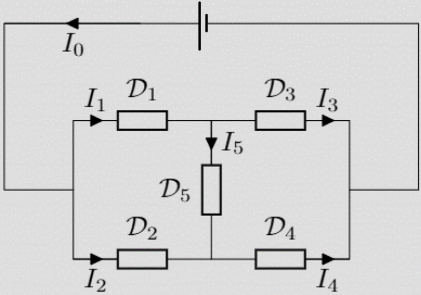 I₀
I₁ 𝒟₁ 𝒟₃ I₃
I₅
𝒟₅
𝒟₂ 𝒟₄
I₂ I₄